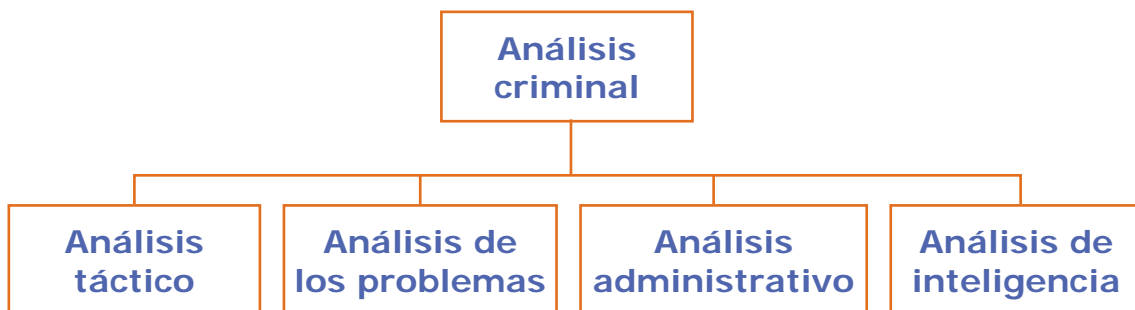 Análisis
criminal
Análisis
táctico
Análisis de
los problemas
Análisis
administrativo
Análisis de
inteligencia